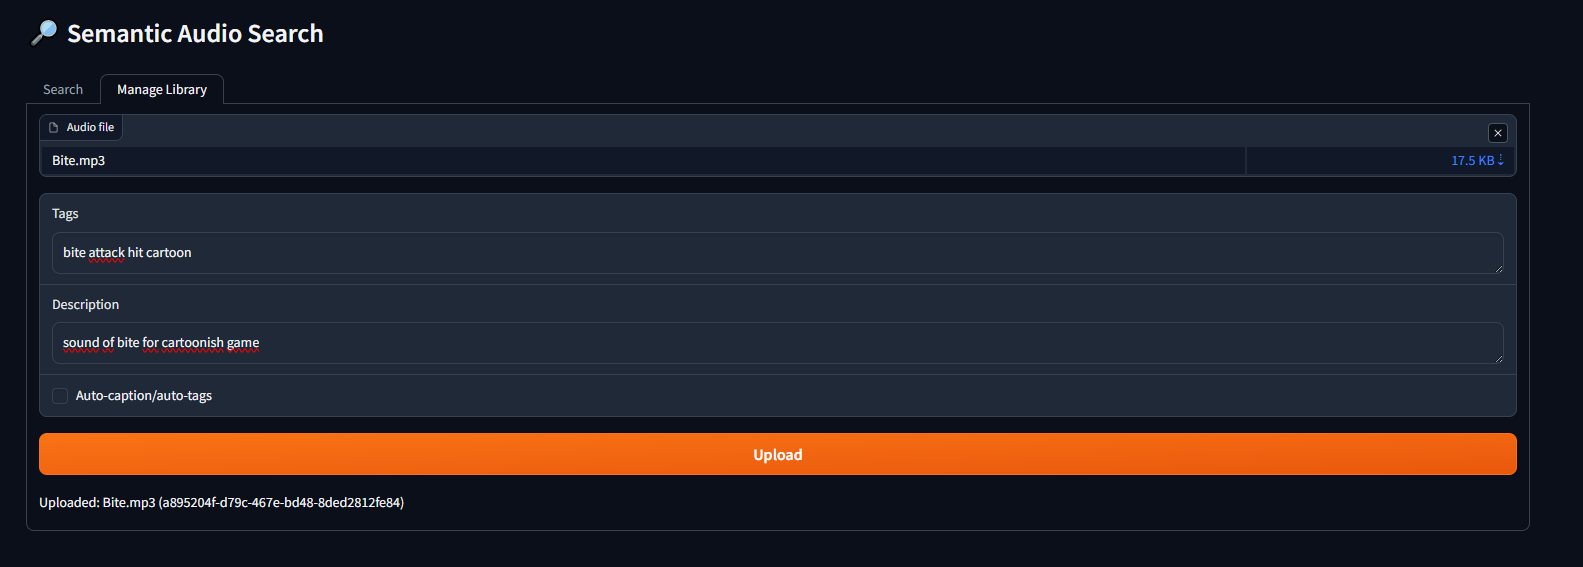 Semantic Audio Search
Search
Manage Library
Audio file
Bite.mp3
17.5 KB
Tags
bite attack hit cartoon
Description
sound of bite for cartoonish game
Auto-caption/auto-tags
Upload
Uploaded: Bite.mp3 (a895204f-d79c-467e-bd48-8ded2812fe84)